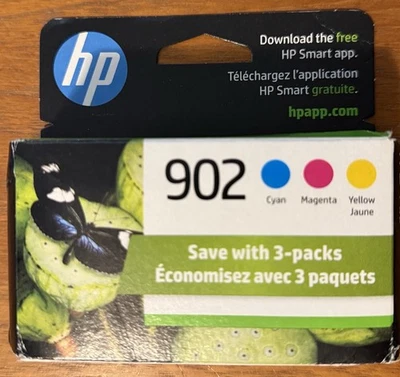 hp
Download the free
HP Smart app.
Téléchargez l'application
HP Smart gratuite.
hpapp.com
902
Cyan
Magenta
Yellow
Jaune
Save with 3-packs
Économisez avec 3 paquets